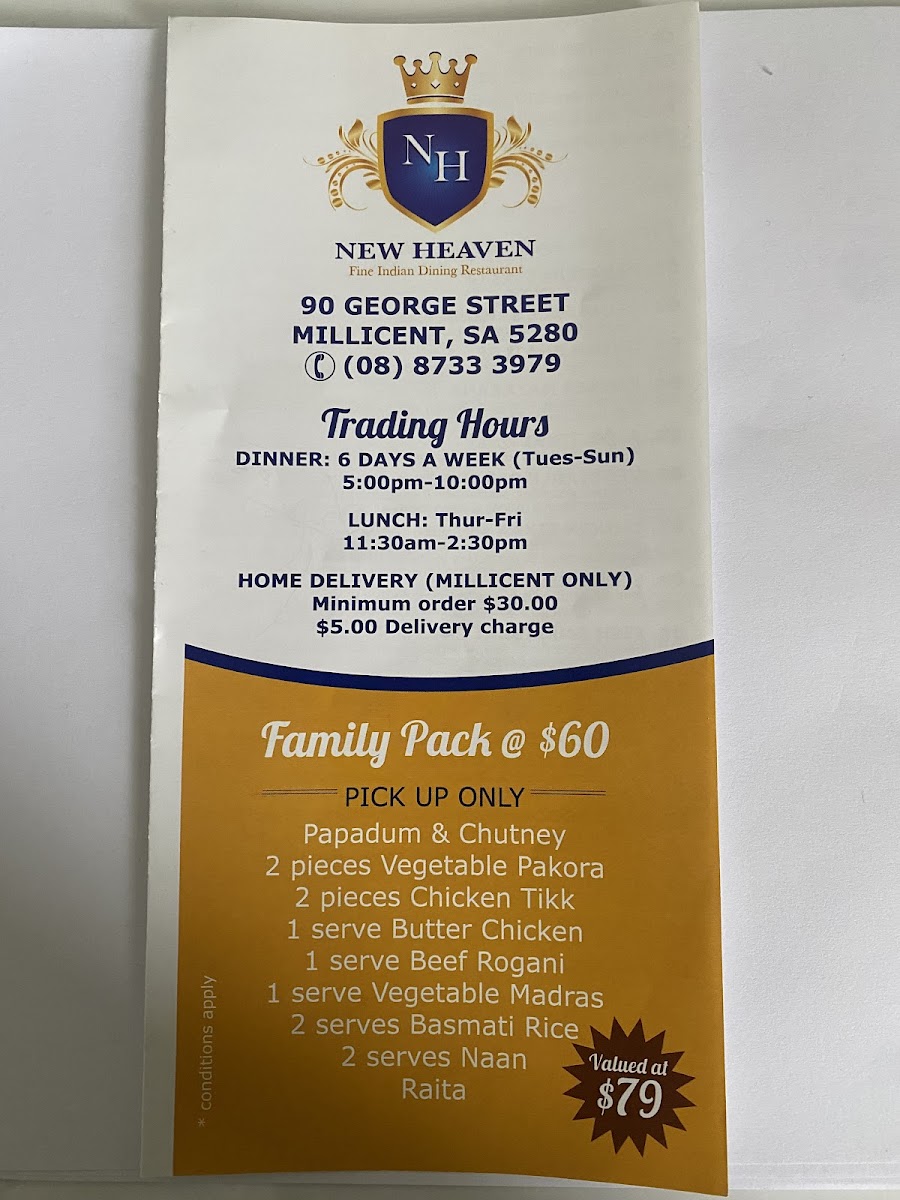 NH
NEW HEAVEN
Fine Indian Dining Restaurant
90 GEORGE STREET
MILLICENT, SA 5280
(08) 8733 3979
Trading Hours
DINNER: 6 DAYS A WEEK (Tues-Sun)
5:00pm-10:00pm
LUNCH: Thur-Fri
11:30am-2:30pm
HOME DELIVERY (MILLICENT ONLY)
Minimum order $30.00
$5.00 Delivery charge
Family Pack @ $60
PICK UP ONLY
Papadum & Chutney
2 pieces Vegetable Pakora
2 pieces Chicken Tikk
1 serve Butter Chicken
1 serve Beef Rogani
1 serve Vegetable Madras
2 serves Basmati Rice
2 serves Naan
Raita
Valued at
$79
* conditions apply